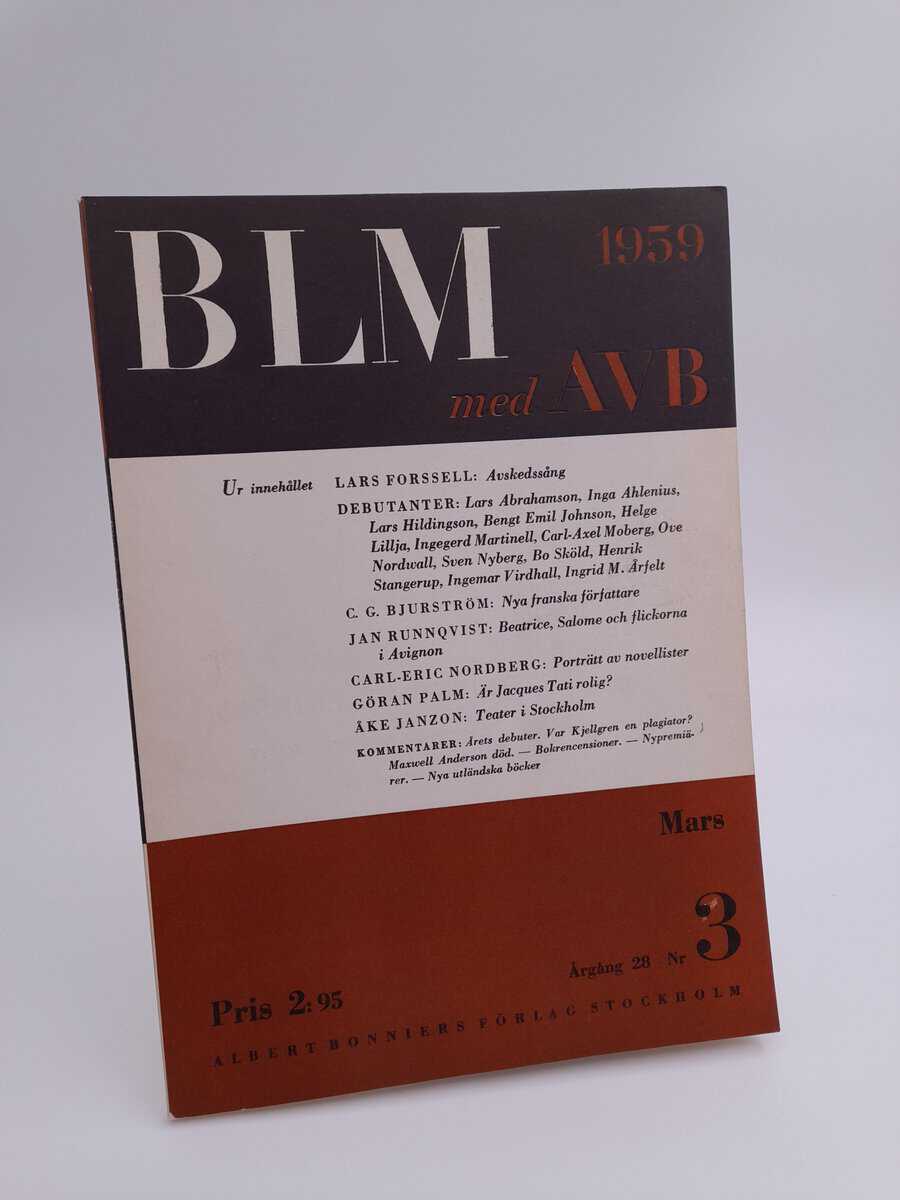 BLM
1959
med AVB
Ur innehållet LARS FORSSELL: Avskedssång
DEBUTANTER: Lars Abrahamson, Inga Ahlenius,
Lars Hildingson, Bengt Emil Johnson, Helge
Lillja, Ingegerd Martinell, Carl-Axel Moberg, Ove
Nordwall, Sven Nyberg, Bo Sköld, Henrik
Stangerup, Ingemar Virdhall, Ingrid M. Ärfelt
C. G. BJURSTRÖM: Nya franska författare
JAN RUNNQVIST: Beatrice, Salome och flickorna
i Avignon
CARL-ERIC NORDBERG: Porträtt av novellister
GÖRAN PALM: Är Jacques Tati rolig?
ÅKE JANZON: Teater i Stockholm
KOMMENTARER: Årets debuter. Var Kjellgren en plagiator?
Maxwell Anderson död. — Bokrecensioner. — Nypremiä-
rer. — Nya utländska böcker
Mars
Årgång 28 Nr 3
Pris 2:95
ALBERT BONNIERS FÖRLAG STOCKHOLM